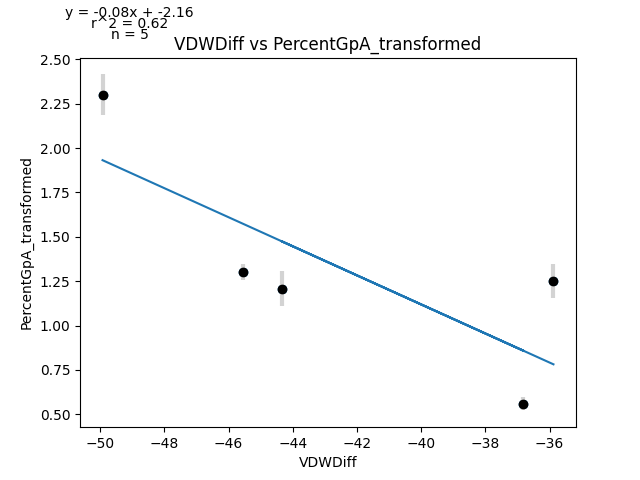 y = -0.08x + -2.16
r^2 = 0.62
n = 5
VDWDiff vs PercentGpA_transformed
2.50
2.25
2.00
1.75
1.50
1.25
1.00
0.75
0.50
PercentGpA_transformed
−50 −48 −46 −44 −42 −40 −38 −36
VDWDiff